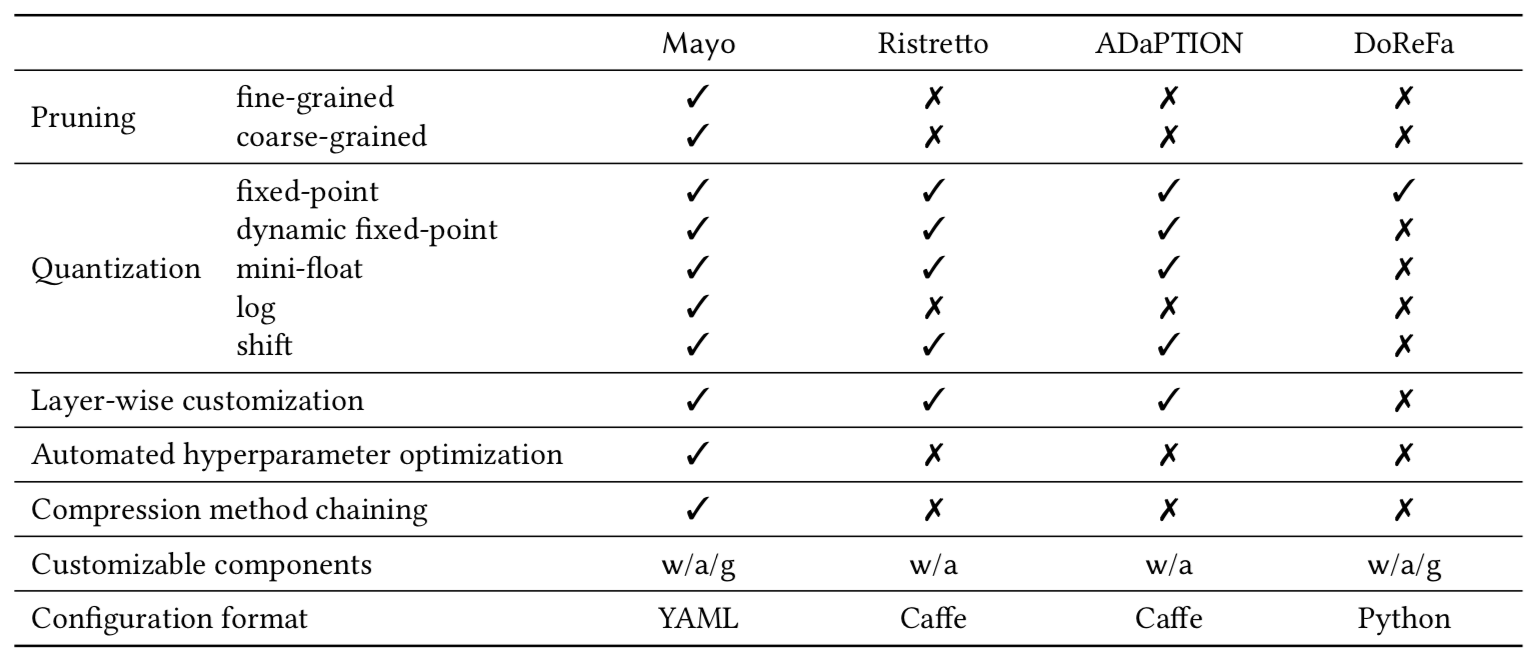 Mayo Ristretto ADaPTION DoReFa
Pruning fine-grained ✓ ✗ ✗ ✗
coarse-grained ✓ ✗ ✗ ✗
Quantization fixed-point ✓ ✓ ✓ ✓
dynamic fixed-point ✓ ✓ ✓ ✗
mini-float ✓ ✓ ✓ ✗
log ✓ ✗ ✗ ✗
shift ✓ ✓ ✓ ✗
Layer-wise customization ✓ ✓ ✓ ✗
Automated hyperparameter optimization ✓ ✗ ✗ ✗
Compression method chaining ✓ ✗ ✗ ✗
Customizable components w/a/g w/a w/a w/a/g
Configuration format YAML Caffe Caffe Python